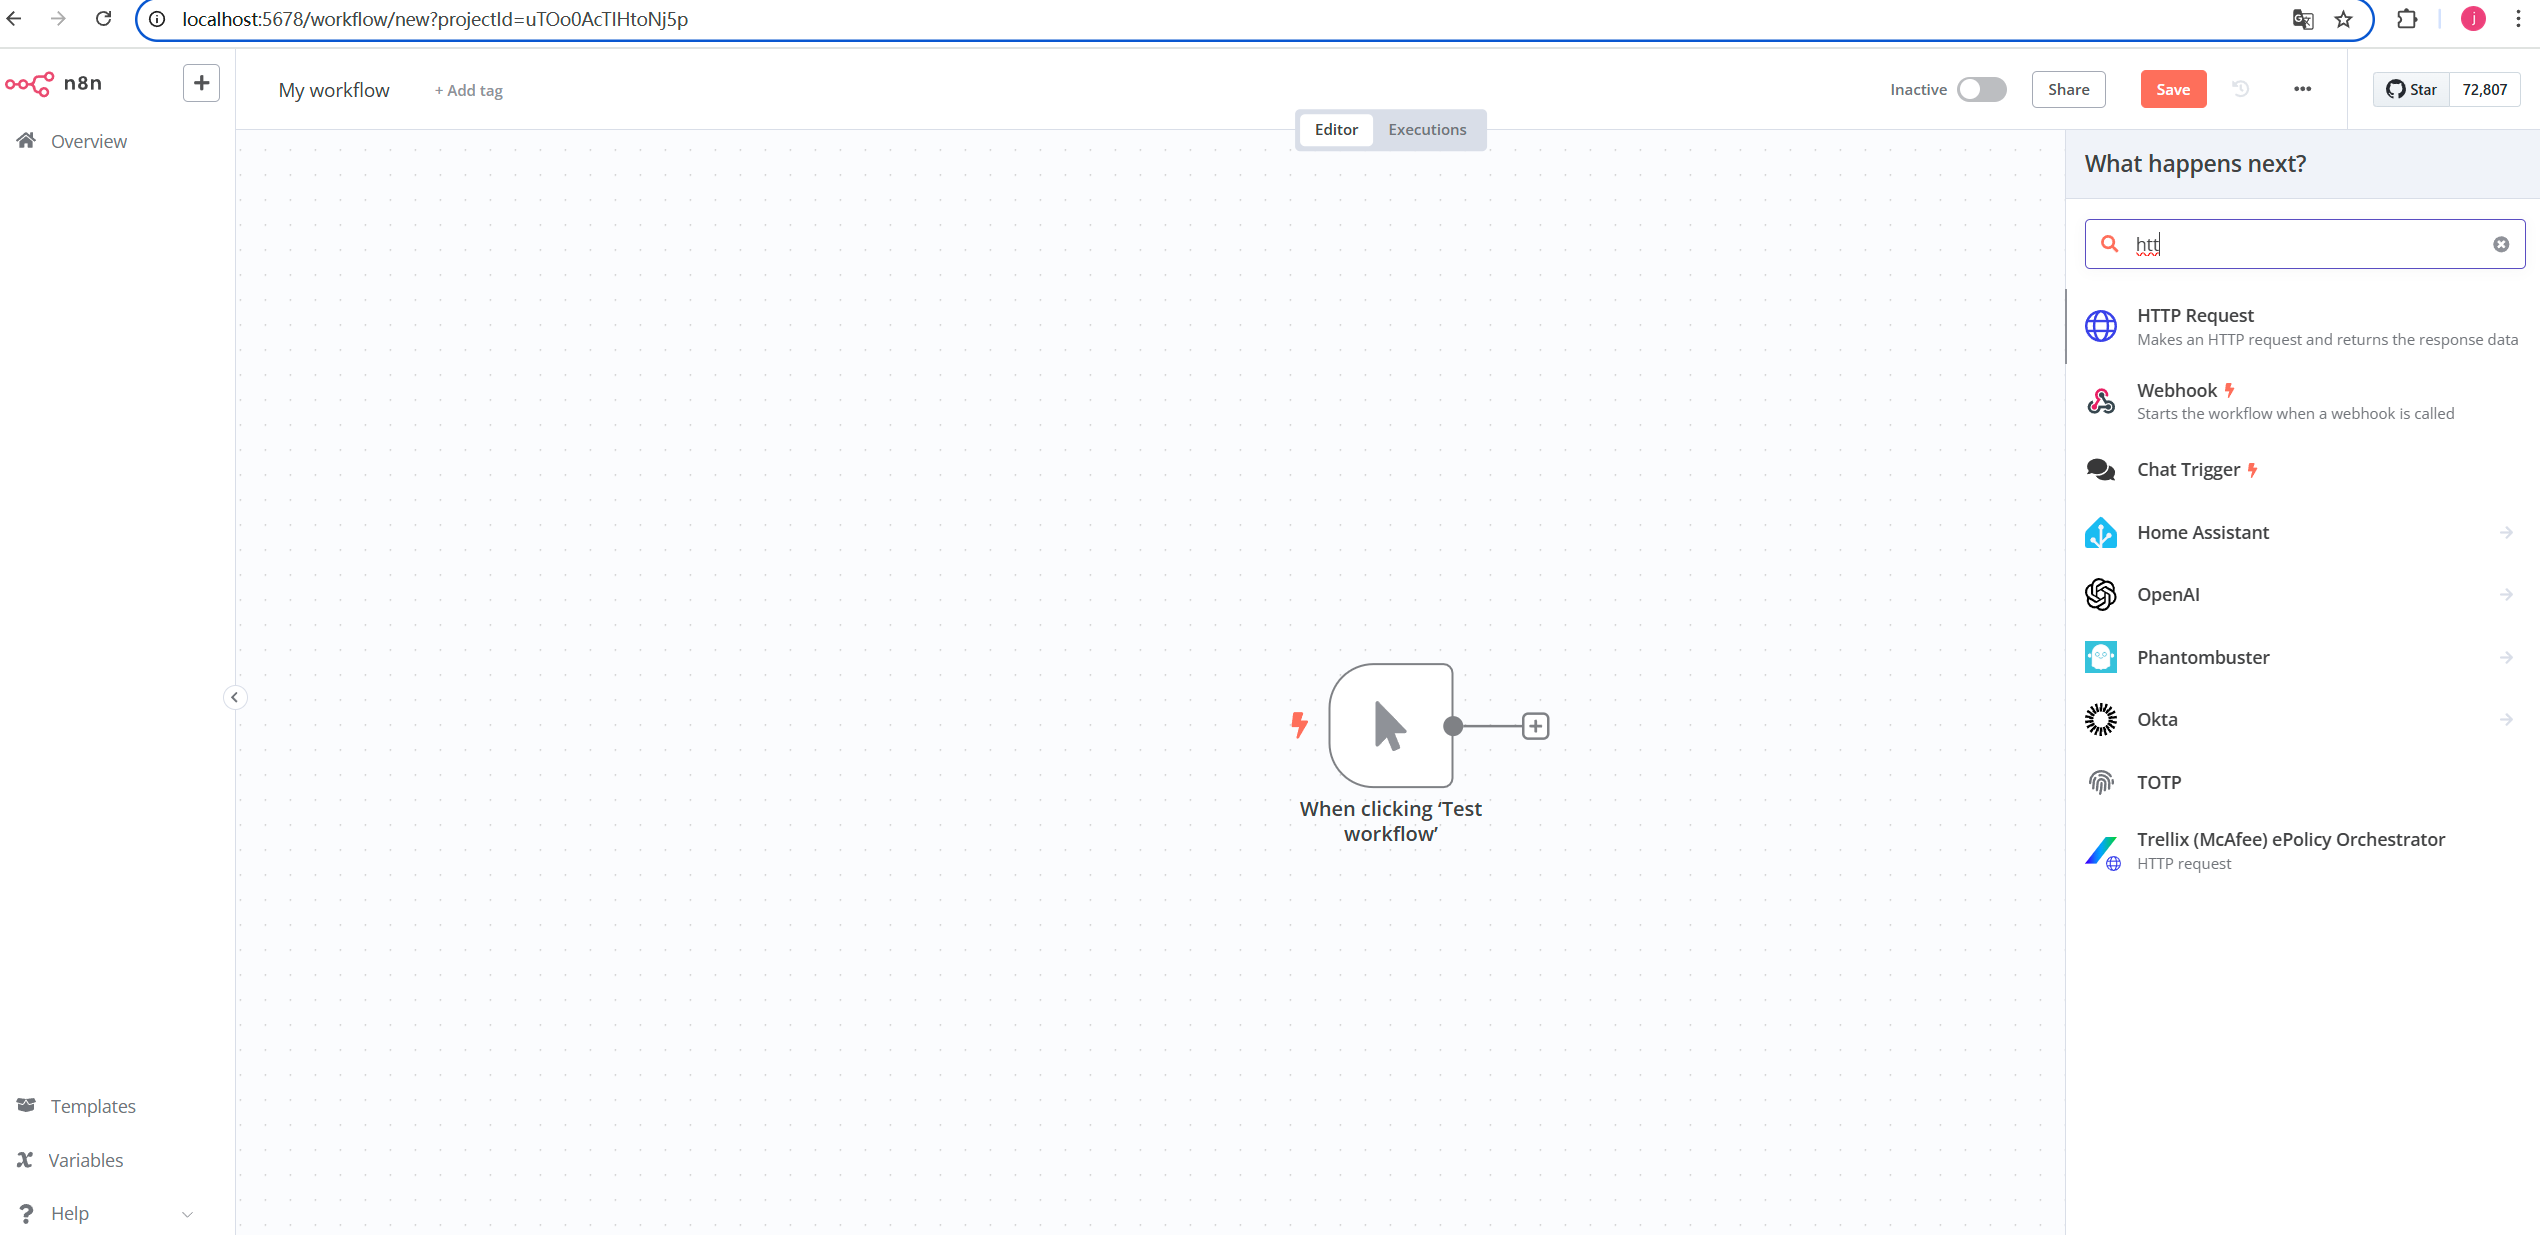 localhost:5678/workflow/new?projectId=uTOo0AcTIHtoNj5p
j
n8n
My workflow
+ Add tag
Inactive
Share
Save
Star
72,807
Editor
Executions
Overview
What happens next?
htt
HTTP Request
Makes an HTTP request and returns the response data
Webhook
Starts the workflow when a webhook is called
Chat Trigger
Home Assistant
OpenAI
Phantombuster
Okta
TOTP
Trellix (McAfee) ePolicy Orchestrator
HTTP request
When clicking ‘Test
workflow’
Templates
Variables
Help